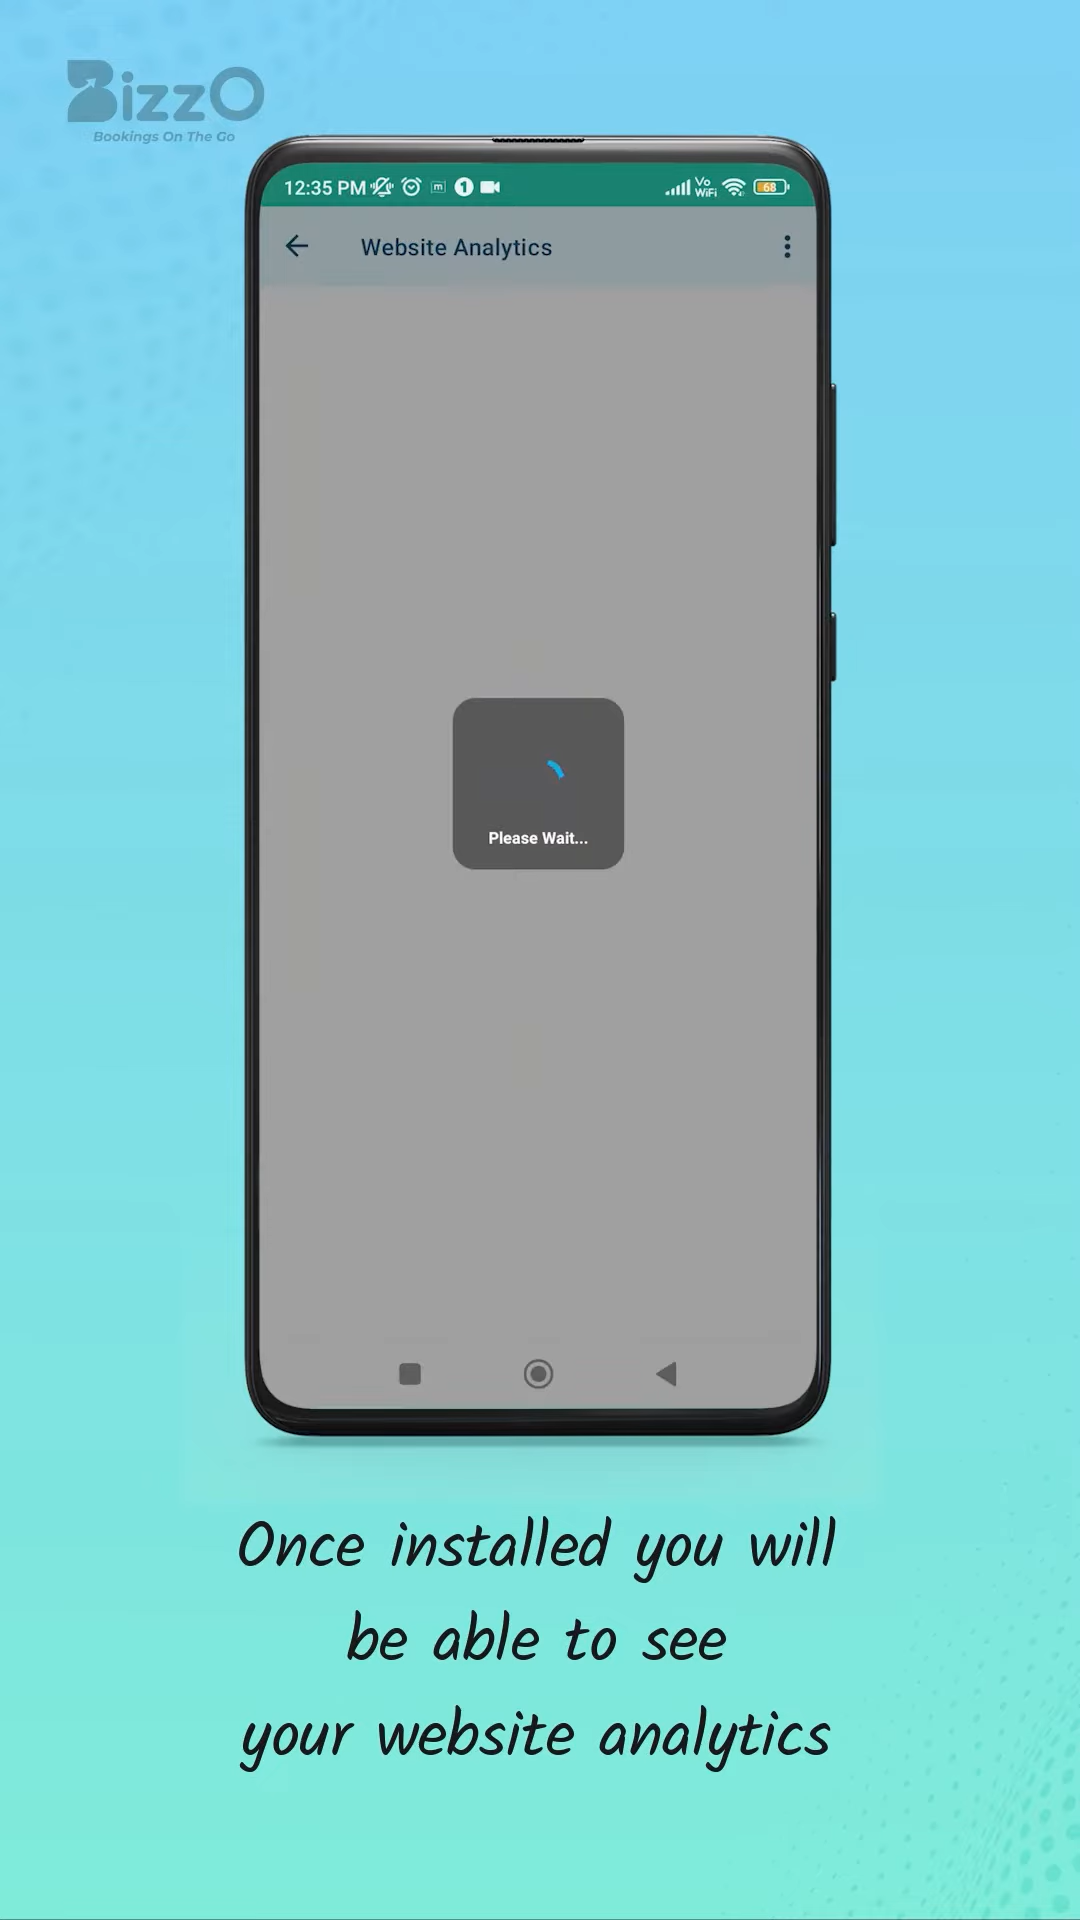 BizzO
Bookings On The Go
12:35 PM
Vo
WiFi
68
Website Analytics
Please Wait...
Once installed you will
be able to see
your website analytics